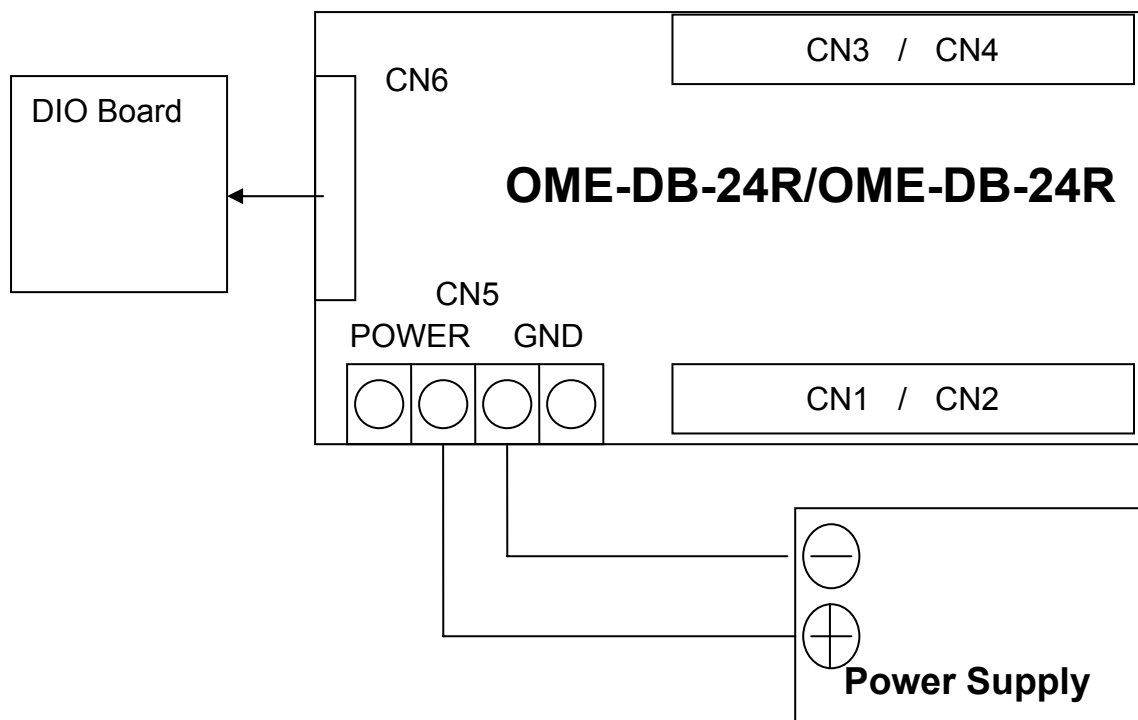 CN3 / CN4
CN6
DIO Board
OME-DB-24R/OME-DB-24R
CN5
POWER GND
CN1 / CN2
Power Supply